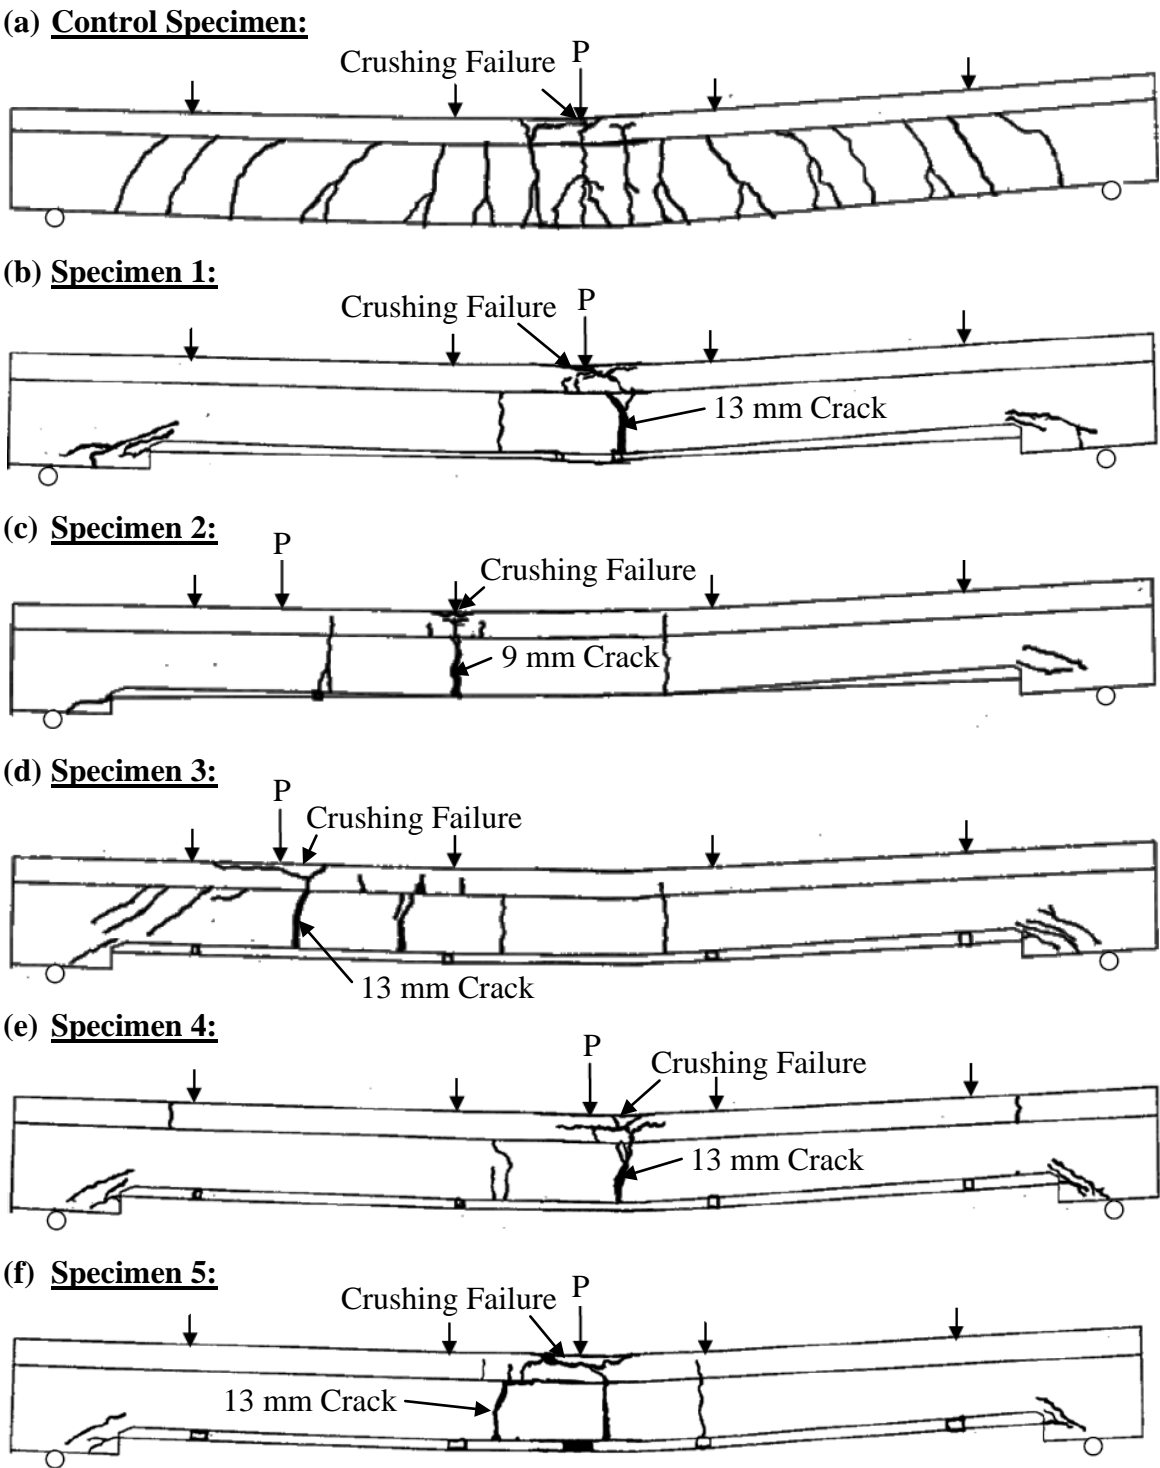 (a) Control Specimen:
P
Crushing Failure
(b) Specimen 1:
P
Crushing Failure
13 mm Crack
(c) Specimen 2:
P
Crushing Failure
9 mm Crack
(d) Specimen 3:
P
Crushing Failure
13 mm Crack
(e) Specimen 4:
P
Crushing Failure
13 mm Crack
(f) Specimen 5:
P
Crushing Failure
13 mm Crack